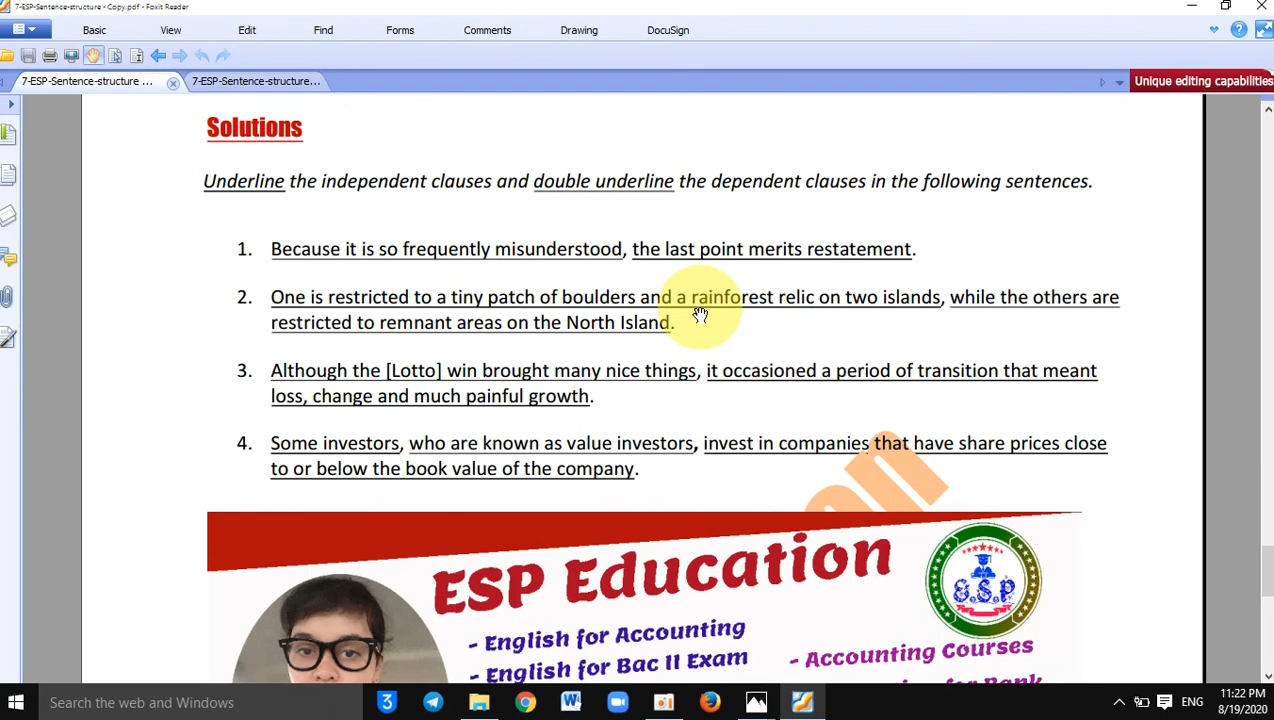 7-ESP-Sentence-structure - Copy.pdf - Foxit Reader
Basic View Edit Find Forms Comments Drawing DocuSign
7-ESP-Sentence-structure ... 7-ESP-Sentence-structure... Unique editing capabilities
Solutions
Underline the independent clauses and double underline the dependent clauses in the following sentences.
1. Because it is so frequently misunderstood, the last point merits restatement.
2. One is restricted to a tiny patch of boulders and a rainforest relic on two islands, while the others are
restricted to remnant areas on the North Island.
3. Although the [Lotto] win brought many nice things, it occasioned a period of transition that meant
loss, change and much painful growth.
4. Some investors, who are known as value investors, invest in companies that have share prices close
to or below the book value of the company.
ESP Education
E.S.P
- English for Accounting
- Accounting Courses
- English for Bac II Exam
Search the web and Windows
ENG
11:22 PM
8/19/2020